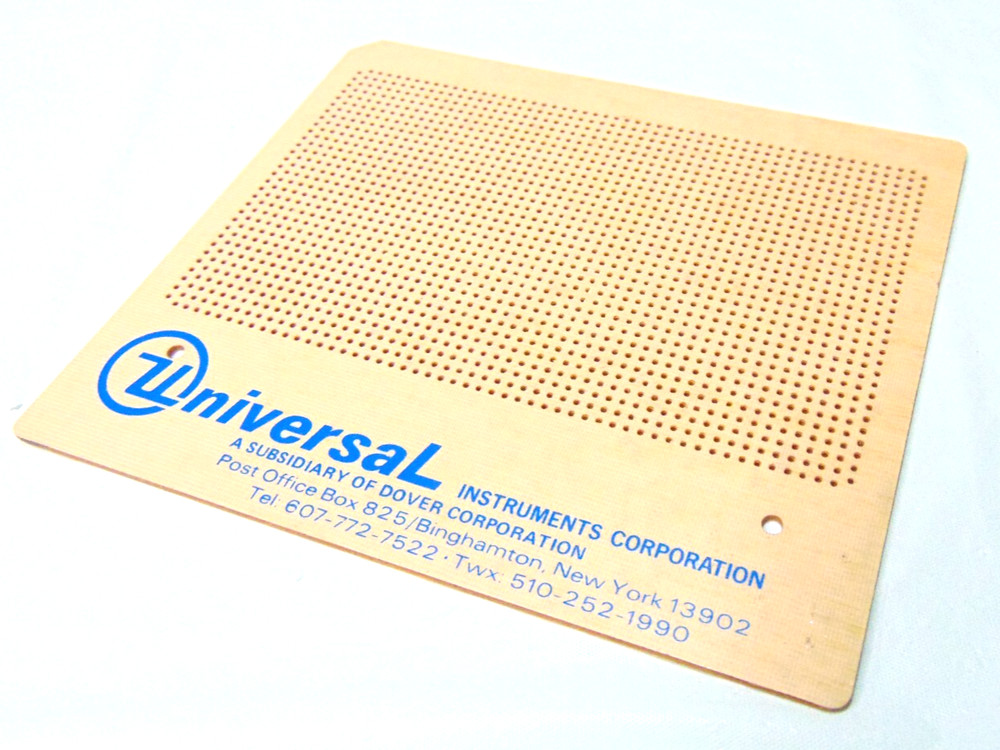 UniversaL INSTRUMENTS CORPORATION
A SUBSIDIARY OF DOVER CORPORATION
Post Office Box 825/Binghamton, New York 13902
Tel: 607-772-7522 · Twx: 510-252-1990